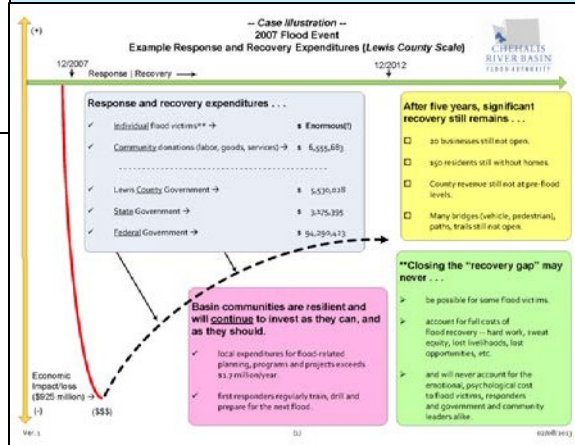 -- Case Illustration --
2007 Flood Event
Example Response and Recovery Expenditures (Lewis County Scale)
CHEHALIS
RIVER BASIN
FLOOD AUTHORITY
(+)
12/2007
12/2012
Response | Recovery
Response and recovery expenditures . . .
✓ Individual flood victims** → $ Enormous(!)
✓ Community donations (labor, goods, services) → $ 6,555,683
- - - - - - - - - - - - - - - - - - - - - - - - - - - - - -
✓ Lewis County Government → $ 5,530,028
✓ State Government → $ 3,175,395
✓ Federal Government → $ 94,290,423
After five years, significant
recovery still remains . . .
☐ 20 businesses still not open.
☐ 150 residents still without homes.
☐ County revenue still not at pre-flood
levels.
☐ Many bridges (vehicle, pedestrian),
paths, trails still not open
**Closing the “recovery gap” may
never . . .
➢ be possible for some flood victims.
➢ account for full costs of
flood recovery -- hard work, sweat
equity, lost livelihoods, lost
opportunities, etc.
➢ and will never account for the
emotional, psychological cost
to flood victims, responders
and government and community
leaders alike.
Basin communities are resilient and
will continue to invest as they can, and
as they should.
✓ local expenditures for flood-related
planning, programs and projects exceeds
$1.7 million/year.
✓ first responders regularly train, drill and
prepare for the next flood.
Economic
Impact/loss
($925 million) →
(-)
($$$)
Ver. 1
(1)
02/08/2013